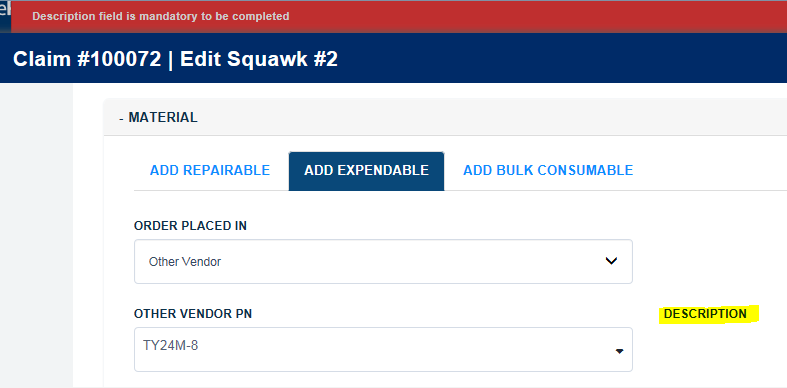 Description field is mandatory to be completed
Claim #100072 | Edit Squawk #2
- MATERIAL
ADD REPAIRABLE ADD EXPENDABLE ADD BULK CONSUMABLE
ORDER PLACED IN
Other Vendor
OTHER VENDOR PN DESCRIPTION
TY24M-8